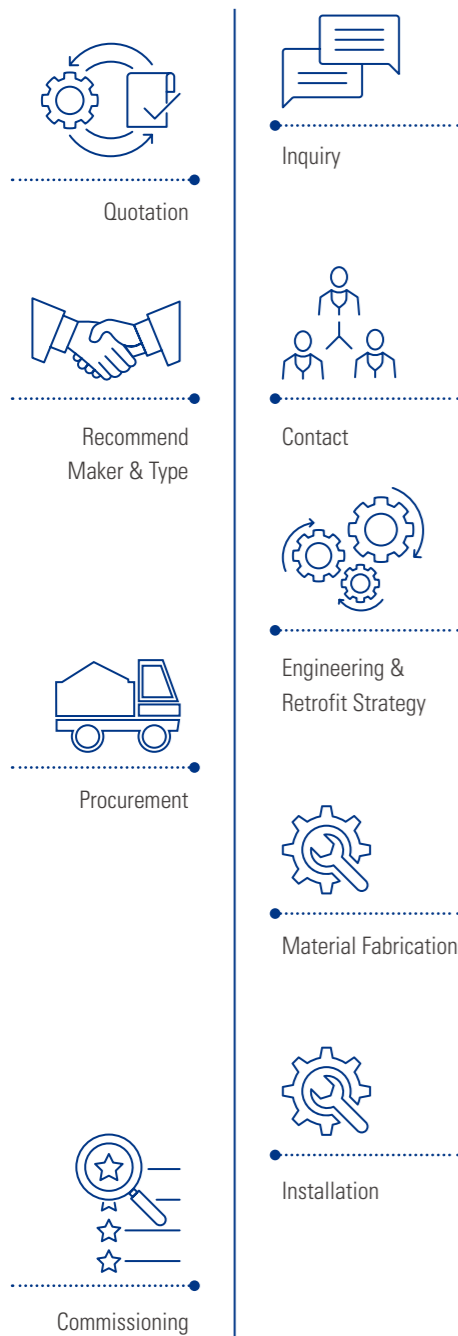 Inquiry
Quotation
Recommend
Maker & Type
Contact
Engineering &
Retrofit Strategy
Procurement
Material Fabrication
Installation
Commissioning